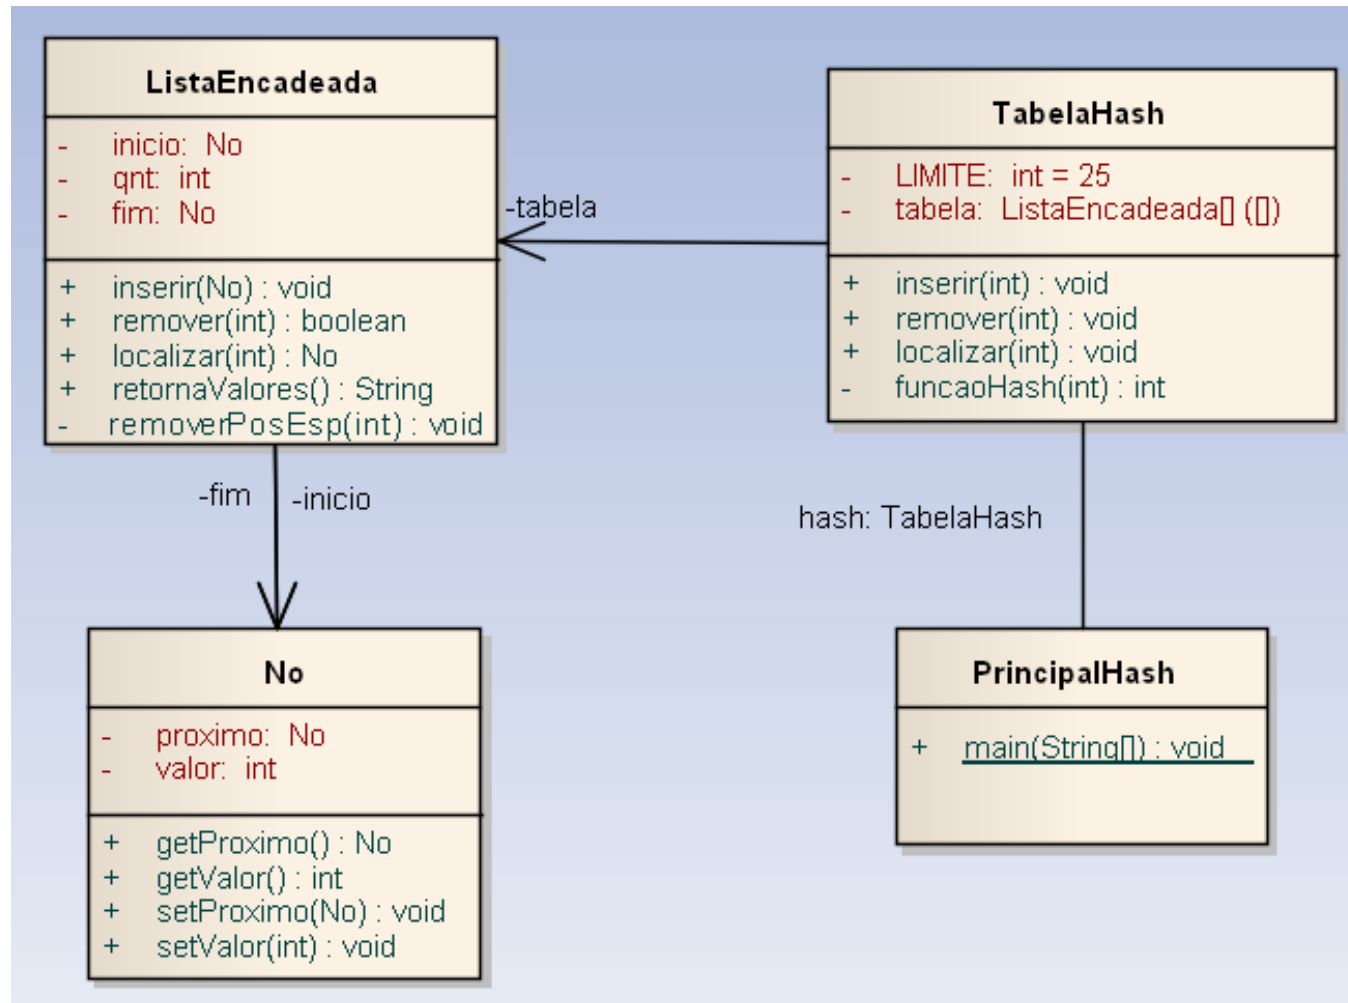 ListaEncadeada
- inicio: No
- qnt: int
- fim: No
+ inserir(No) : void
+ remover(int) : boolean
+ localizar(int) : No
+ retornaValores() : String
- removerPosEsp(int) : void
-tabela
TabelaHash
- LIMITE: int = 25
- tabela: ListaEncadeada[] ([])
+ inserir(int) : void
+ remover(int) : void
+ localizar(int) : void
- funcaoHash(int) : int
-fim -inicio
hash: TabelaHash
No
- proximo: No
- valor: int
+ getProximo() : No
+ getValor() : int
+ setProximo(No) : void
+ setValor(int) : void
PrincipalHash
+ main(String[]) : void